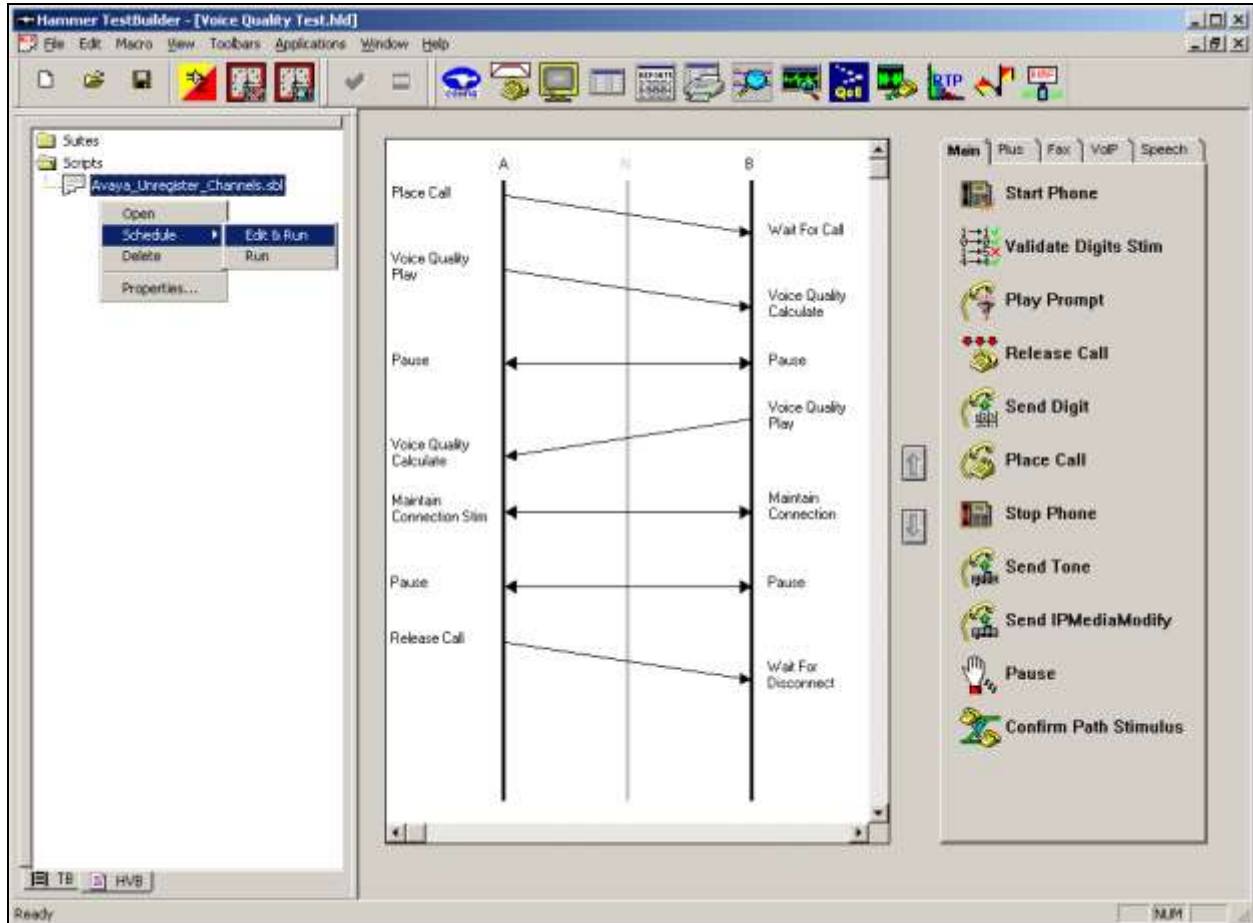 Hammer TestBuilder - [Voice Quality Test.hld]
File Edit Macro View Toolbars Applications Window Help
config
REPORTS
QoS
RTP
Suites
Scripts
Avaya_Unregister_Channels.sbl
Open
Schedule
Edit & Run
Delete
Run
Properties...
A
N
B
Place Call
Wait For Call
Voice Quality
Play
Voice Quality
Calculate
Pause
Pause
Voice Quality
Play
Voice Quality
Calculate
Maintain
Connection Stim
Maintain
Connection
Pause
Pause
Release Call
Wait For
Disconnect
Main Plus Fax VoIP Speech
Start Phone
Validate Digits Stim
Play Prompt
Release Call
Send Digit
Place Call
Stop Phone
Send Tone
Send IPMediaModify
Pause
Confirm Path Stimulus
TB
HVB
Ready
NUM